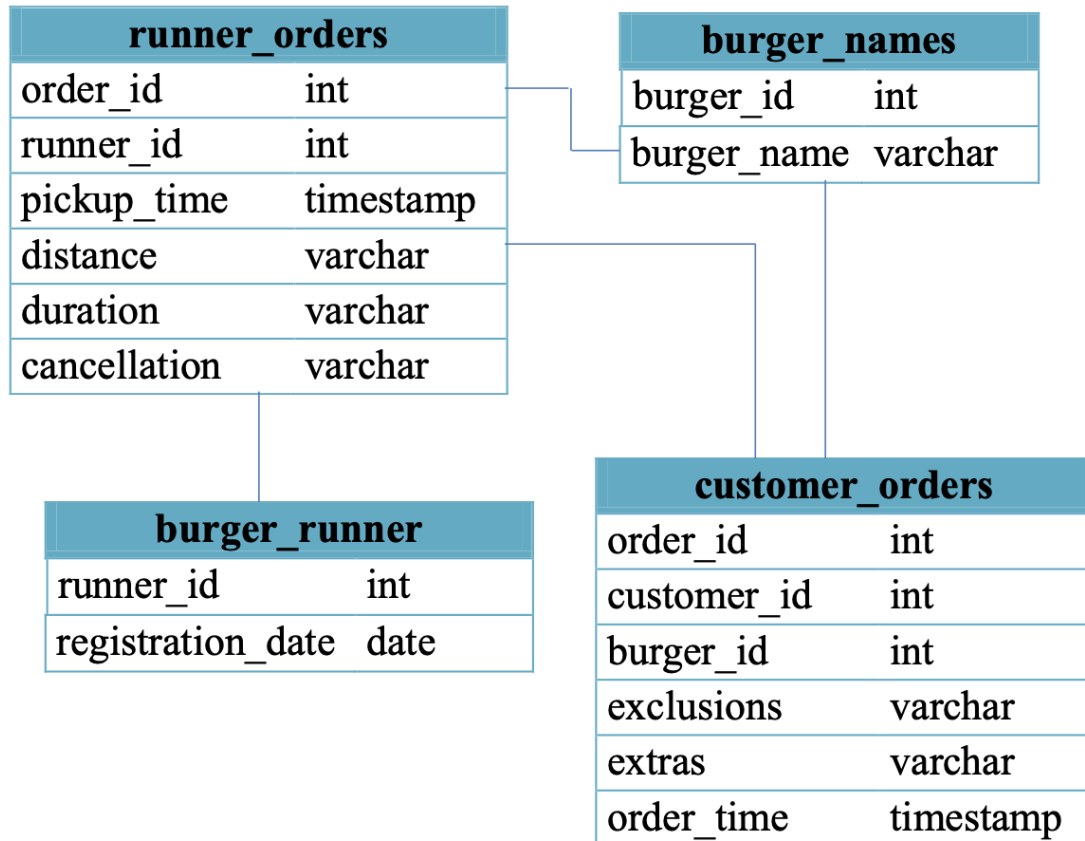 runner_orders
order_id int
runner_id int
pickup_time timestamp
distance varchar
duration varchar
cancellation varchar
burger_names
burger_id int
burger_name varchar
burger_runner
runner_id int
registration_date date
customer_orders
order_id int
customer_id int
burger_id int
exclusions varchar
extras varchar
order_time timestamp